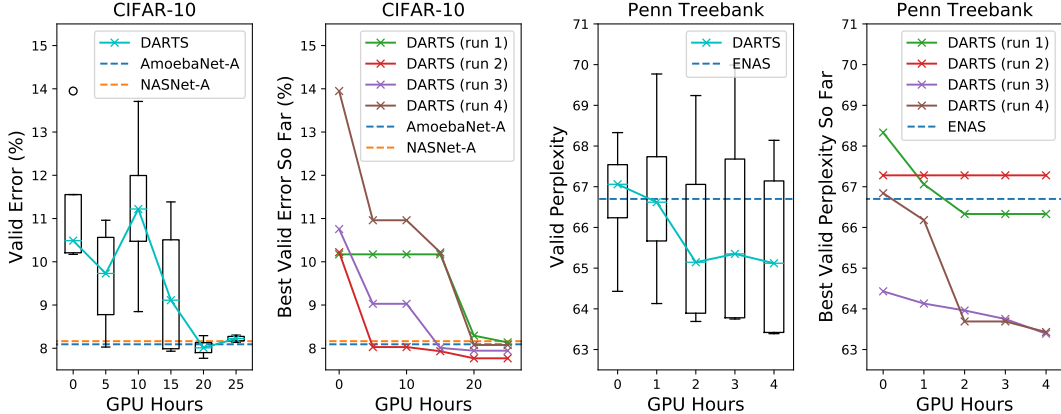 CIFAR-10
Valid Error (%)
15
14
13
12
11
10
9
8
DARTS
AmoebaNet-A
NASNet-A
0 5 10 15 20 25
GPU Hours
CIFAR-10
Best Valid Error So Far (%)
15
14
13
12
11
10
9
8
DARTS (run 1)
DARTS (run 2)
DARTS (run 3)
DARTS (run 4)
AmoebaNet-A
NASNet-A
0 10 20
GPU Hours
Penn Treebank
Valid Perplexity
71
70
69
68
67
66
65
64
63
DARTS
ENAS
0 1 2 3 4
GPU Hours
Penn Treebank
Best Valid Perplexity So Far
71
70
69
68
67
66
65
64
63
DARTS (run 1)
DARTS (run 2)
DARTS (run 3)
DARTS (run 4)
ENAS
0 1 2 3 4
GPU Hours